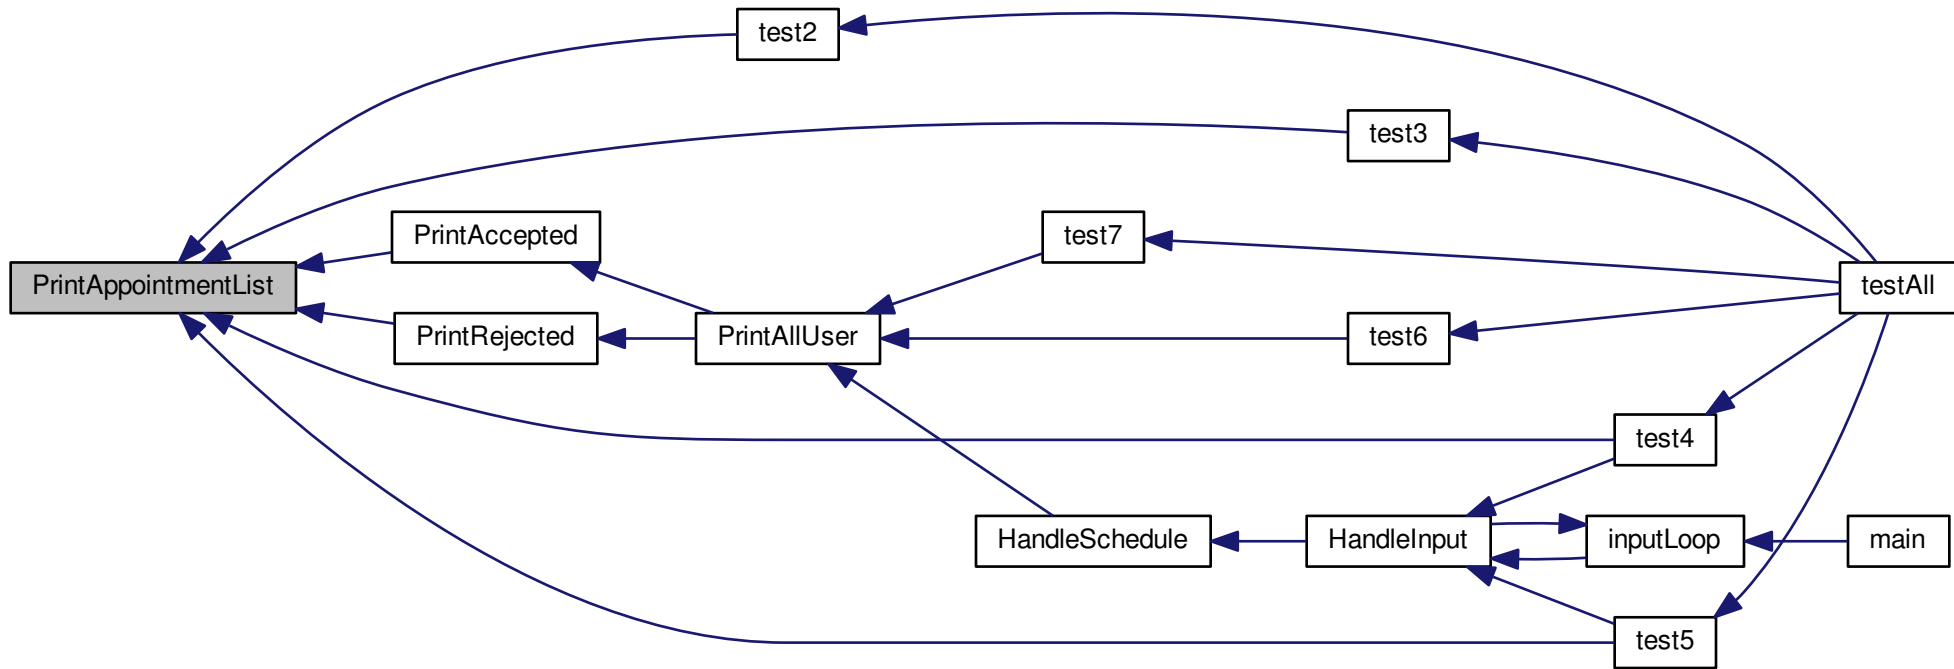 test2
test3
PrintAccepted
test7
PrintAppointmentList
testAll
PrintRejected
PrintAllUser
test6
test4
HandleSchedule
HandleInput
inputLoop
main
test5